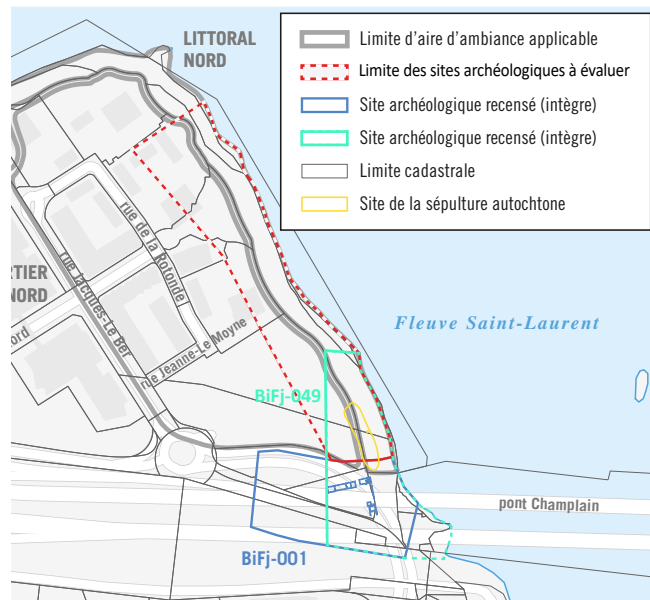 LITTORAL
NORD
Limite d'aire d'ambiance applicable
Limite des sites archéologiques à évaluer
Site archéologique recensé (intègre)
Site archéologique recensé (intègre)
Limite cadastrale
Site de la sépulture autochtone
rue de la Rotonde
rue Jacques-Le Ber
RTIER
NORD
ord
rue Jeanne-Le Moyne
Fleuve Saint-Laurent
BiFj-049
pont Champlain
BiFj-001